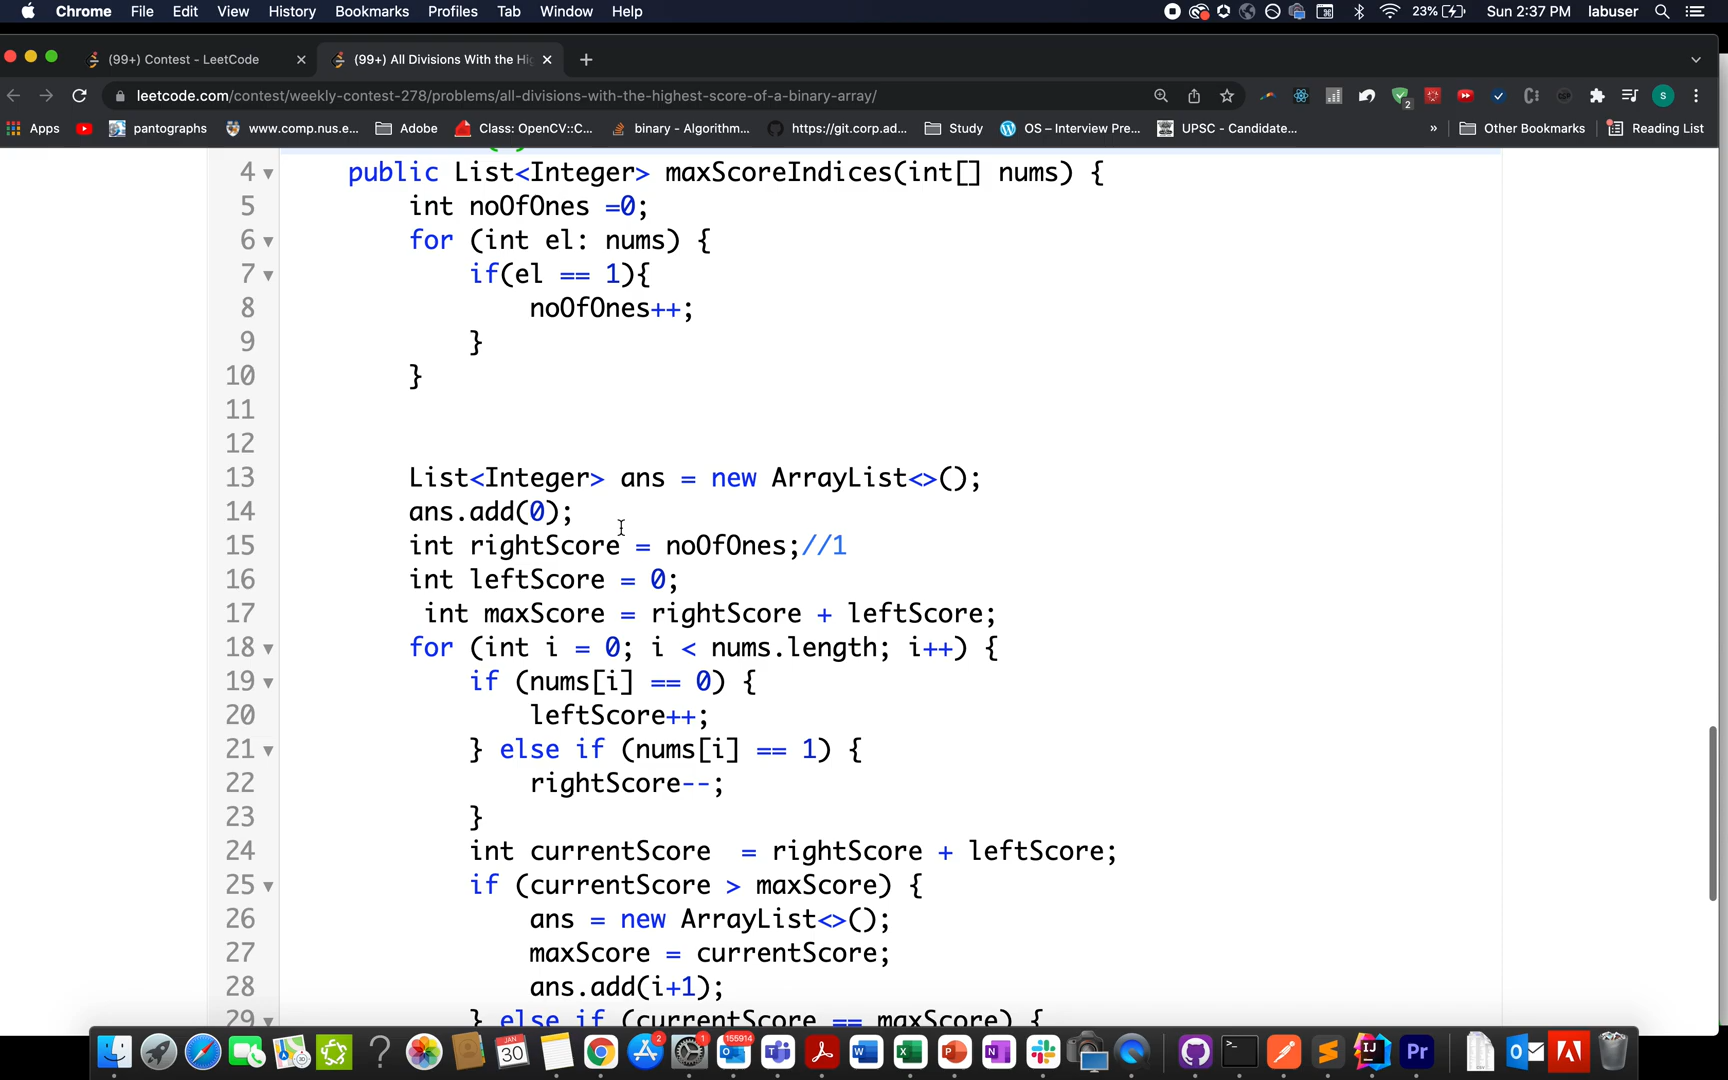 Chrome File Edit View History Bookmarks Profiles Tab Window Help 23% Sun 2:37 PM labuser
(99+) Contest - LeetCode (99+) All Divisions With the Hi
leetcode.com/contest/weekly-contest-278/problems/all-divisions-with-the-highest-score-of-a-binary-array/
Apps pantographs www.comp.nus.e... Adobe Class: OpenCV::C... binary - Algorithm... https://git.corp.ad... Study OS – Interview Pre... UPSC - Candidate... » Other Bookmarks Reading List
4 public List<Integer> maxScoreIndices(int[] nums) {
5 int noOfOnes =0;
6 for (int el: nums) {
7 if(el == 1){
8 noOfOnes++;
9 }
10 }
11
12
13 List<Integer> ans = new ArrayList<>();
14 ans.add(0);
15 int rightScore = noOfOnes;//1
16 int leftScore = 0;
17 int maxScore = rightScore + leftScore;
18 for (int i = 0; i < nums.length; i++) {
19 if (nums[i] == 0) {
20 leftScore++;
21 } else if (nums[i] == 1) {
22 rightScore--;
23 }
24 int currentScore = rightScore + leftScore;
25 if (currentScore > maxScore) {
26 ans = new ArrayList<>();
27 maxScore = currentScore;
28 ans.add(i+1);
29 } else if (currentScore == maxScore) {